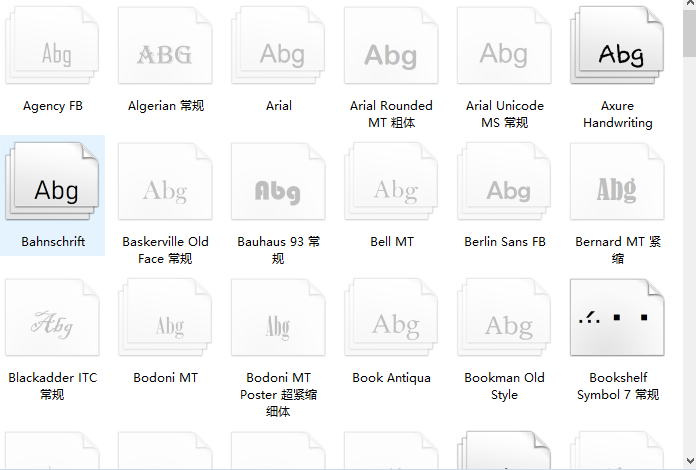 Abg
ABG
Abg
Abg
Abg
Abg
Agency FB
Algerian 常规
Arial
Arial Rounded
MT 粗体
Arial Unicode
MS 常规
Axure
Handwriting
Abg
Abg
Abg
Abg
Abg
Abg
Bahnschrift
Baskerville Old
Face 常规
Bauhaus 93 常
规
Bell MT
Berlin Sans FB
Bernard MT 紧
缩
Abg
Abg
Abg
Abg
Abg
Blackadder ITC
常规
Bodoni MT
Bodoni MT
Poster 超紧缩
细体
Book Antiqua
Bookman Old
Style
Bookshelf
Symbol 7 常规